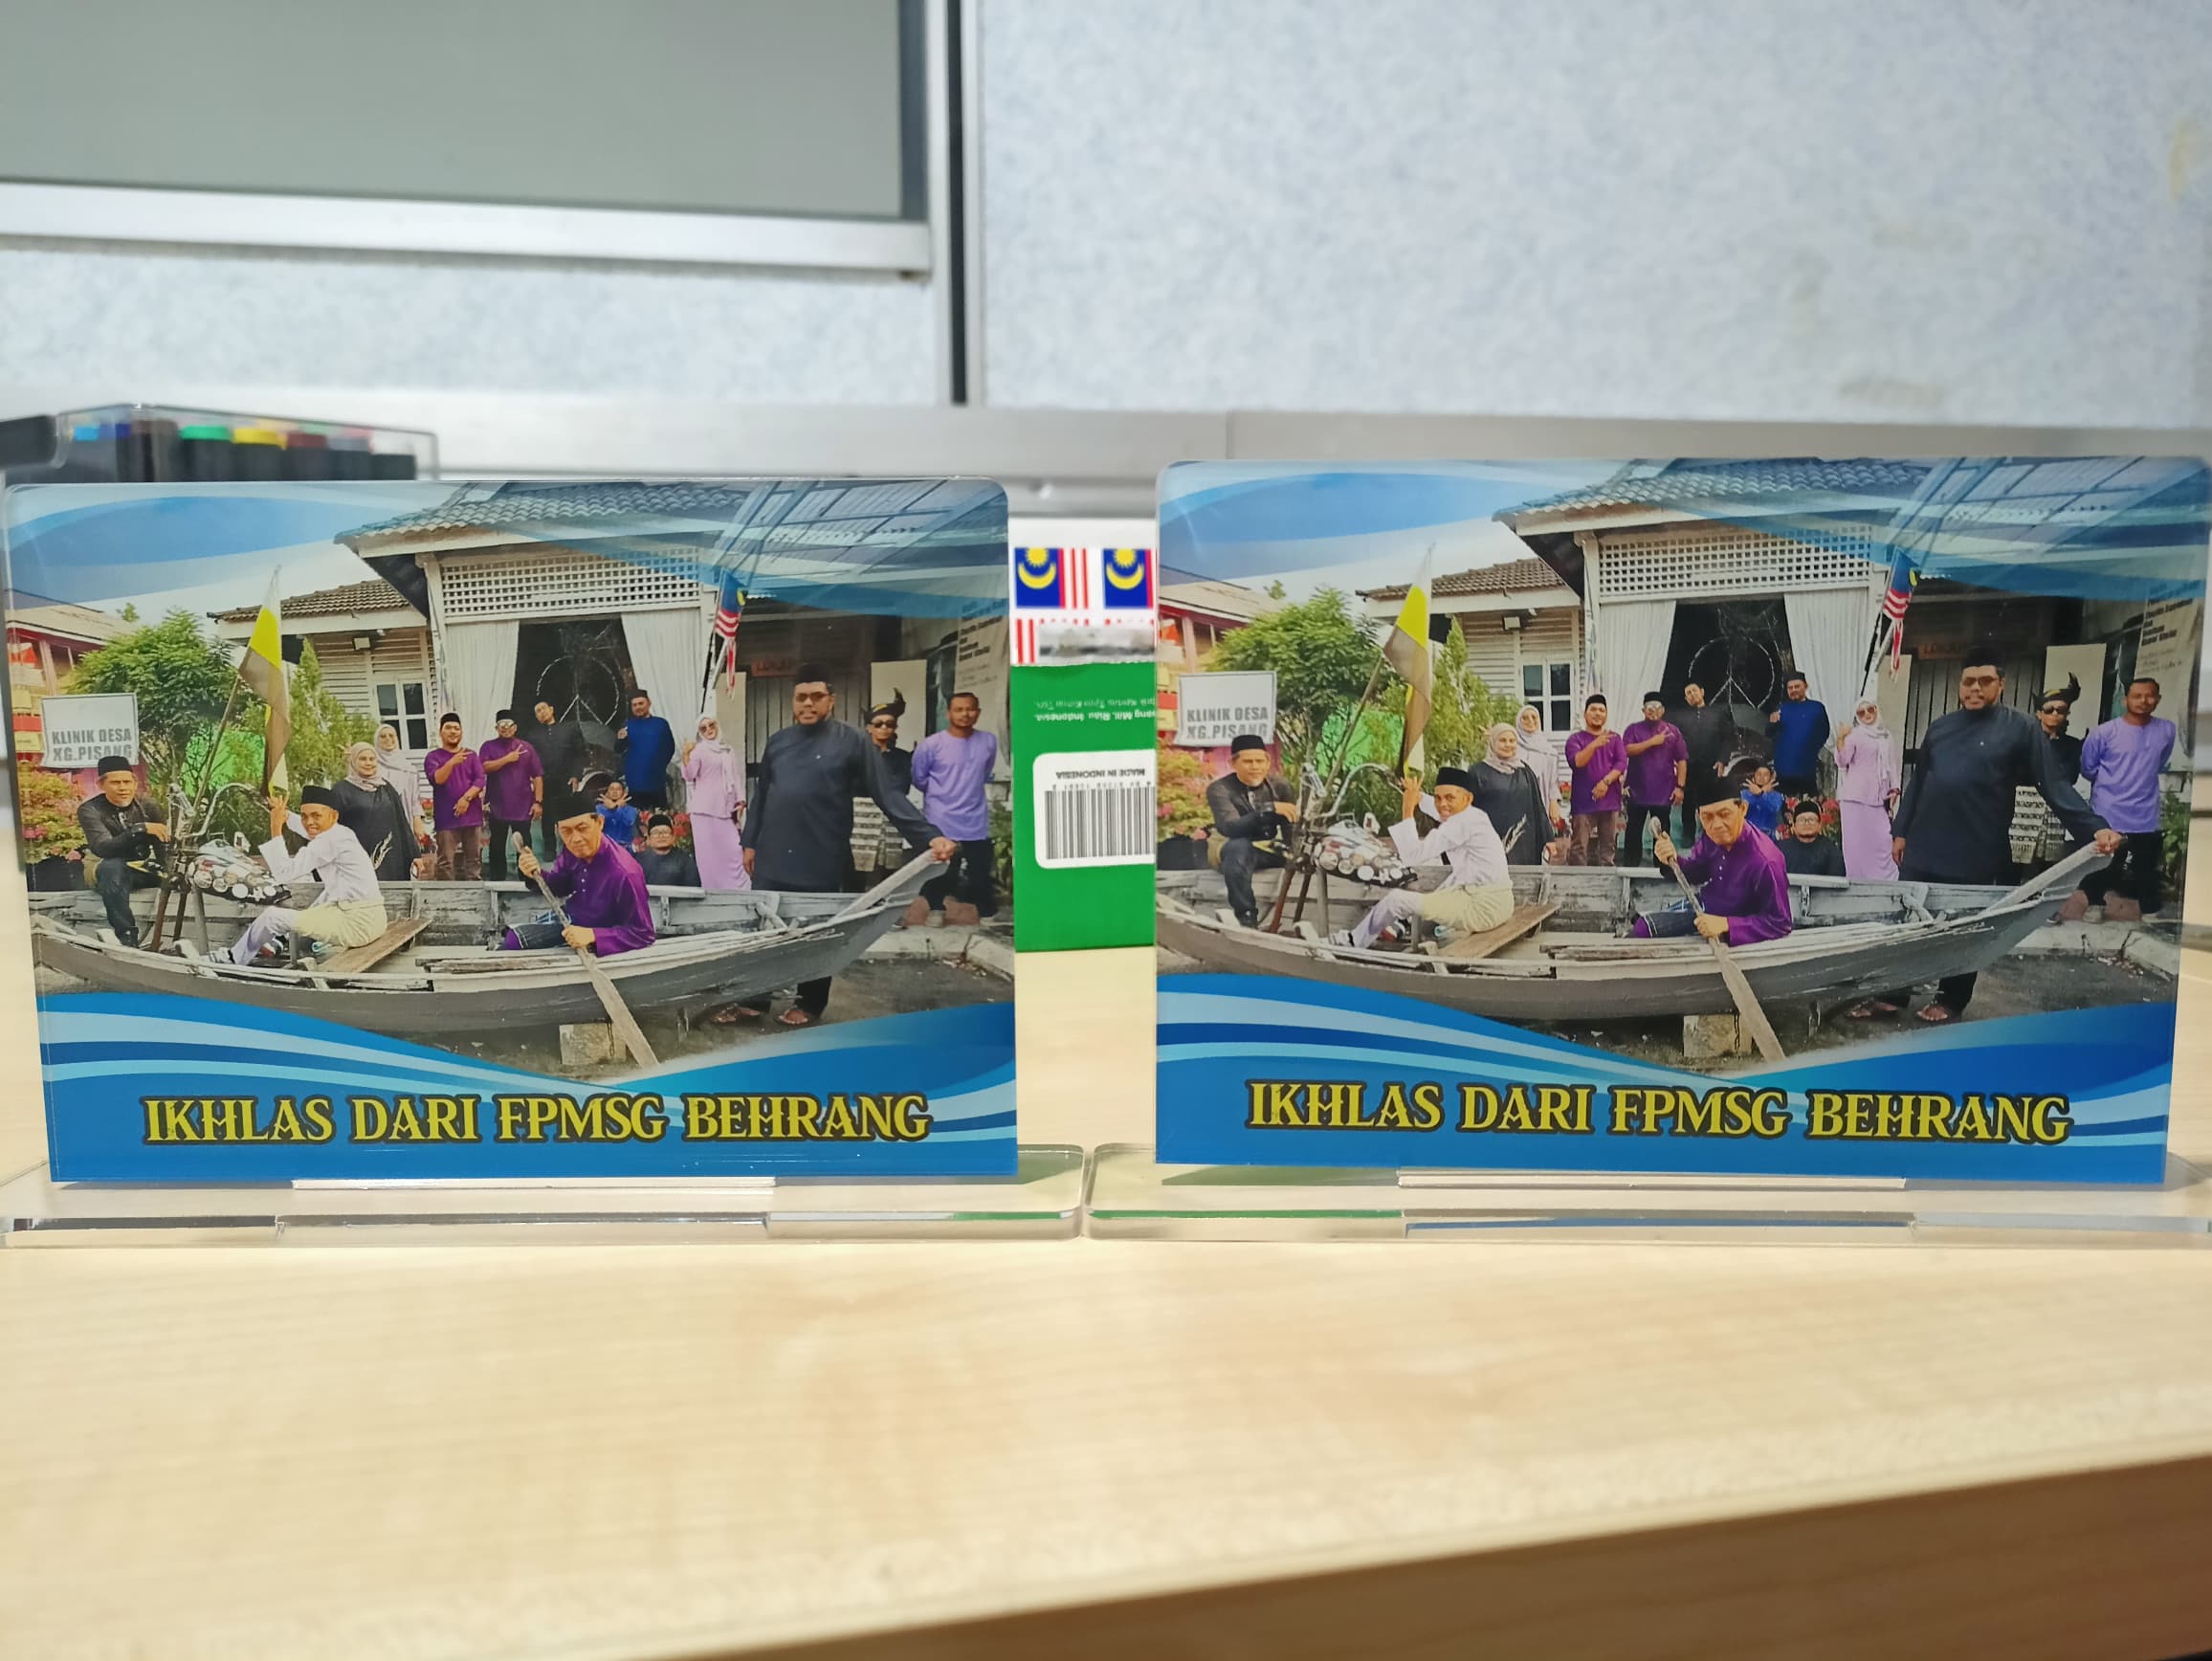 KLINIK DESA
KG.PISANG
IKHLAS DARI FPMSG BEHRANG
MADE IN INDONESIA
KLINIK DESA
KG.PISANG
IKHLAS DARI FPMSG BEHRANG